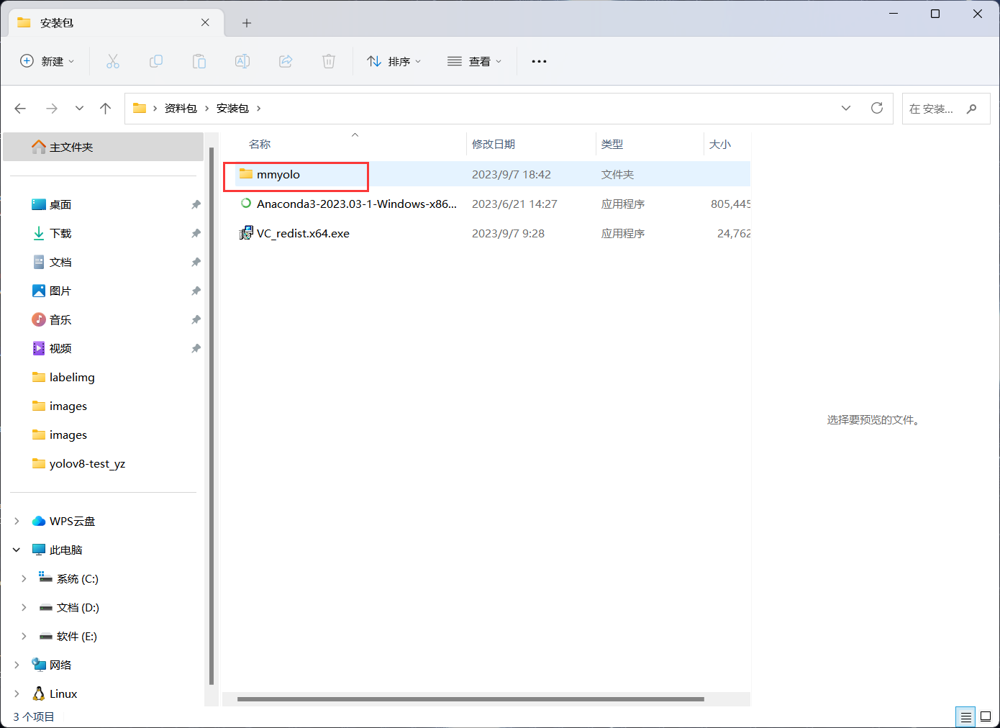 安装包
新建
排序
查看
资料包 安装包
在 安装...
主文件夹
桌面
下载
文档
图片
音乐
视频
labelimg
images
images
yolov8-test_yz
WPS云盘
此电脑
系统 (C:)
文档 (D:)
软件 (E:)
网络
Linux
名称 修改日期 类型 大小
mmyolo 2023/9/7 18:42 文件夹
Anaconda3-2023.03-1-Windows-x86... 2023/6/21 14:27 应用程序 805,445
VC_redist.x64.exe 2023/9/7 9:28 应用程序 24,762
选择要预览的文件。
3 个项目